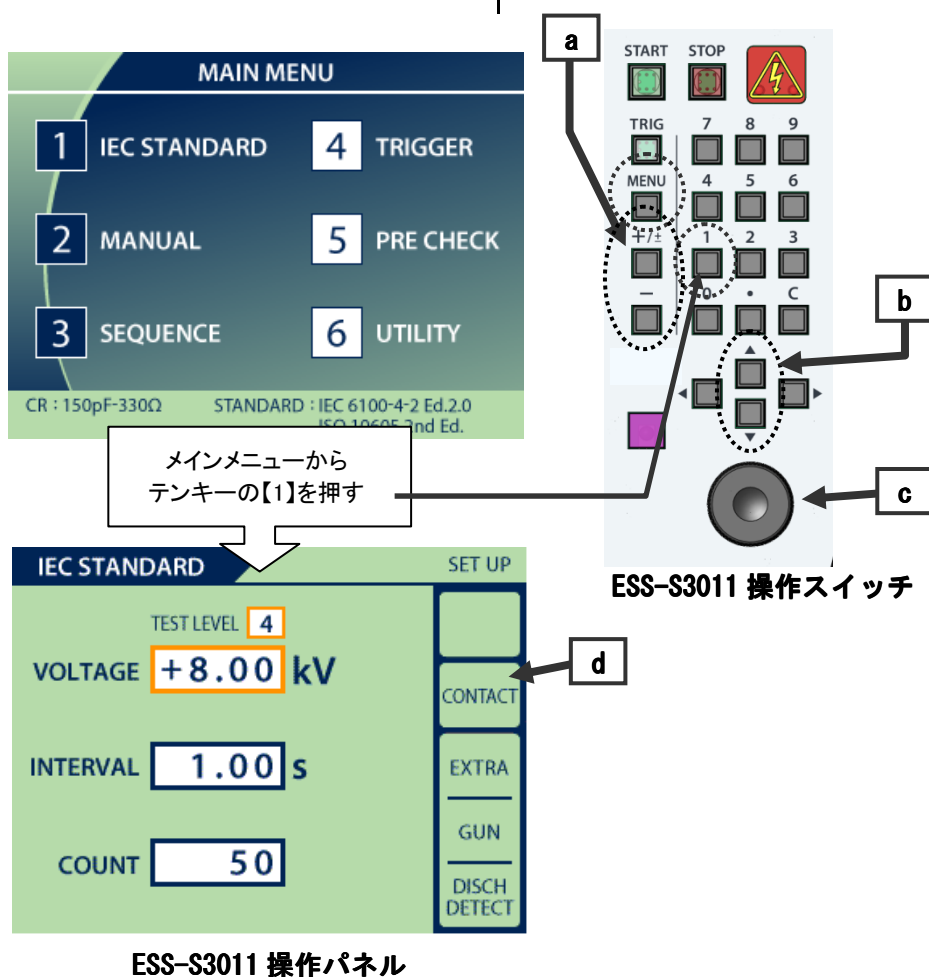 MAIN MENU
1 IEC STANDARD 4 TRIGGER
2 MANUAL 5 PRE CHECK
3 SEQUENCE 6 UTILITY
CR : 150pF-330Ω STANDARD : IEC 6100-4-2 Ed.2.0
ISO 10605 2nd Ed.
メインメニューから
テンキーの【1】を押す
IEC STANDARD SET UP
TEST LEVEL 4
VOLTAGE +8.00 kV
CONTACT
INTERVAL 1.00 s
EXTRA
GUN
COUNT 50
DISCH
DETECT
ESS-S3011 操作パネル
a
START STOP
TRIG 7 8 9
MENU 4 5 6
+/± 1 2 3
− 0 • C
b
c
ESS-S3011 操作スイッチ
d